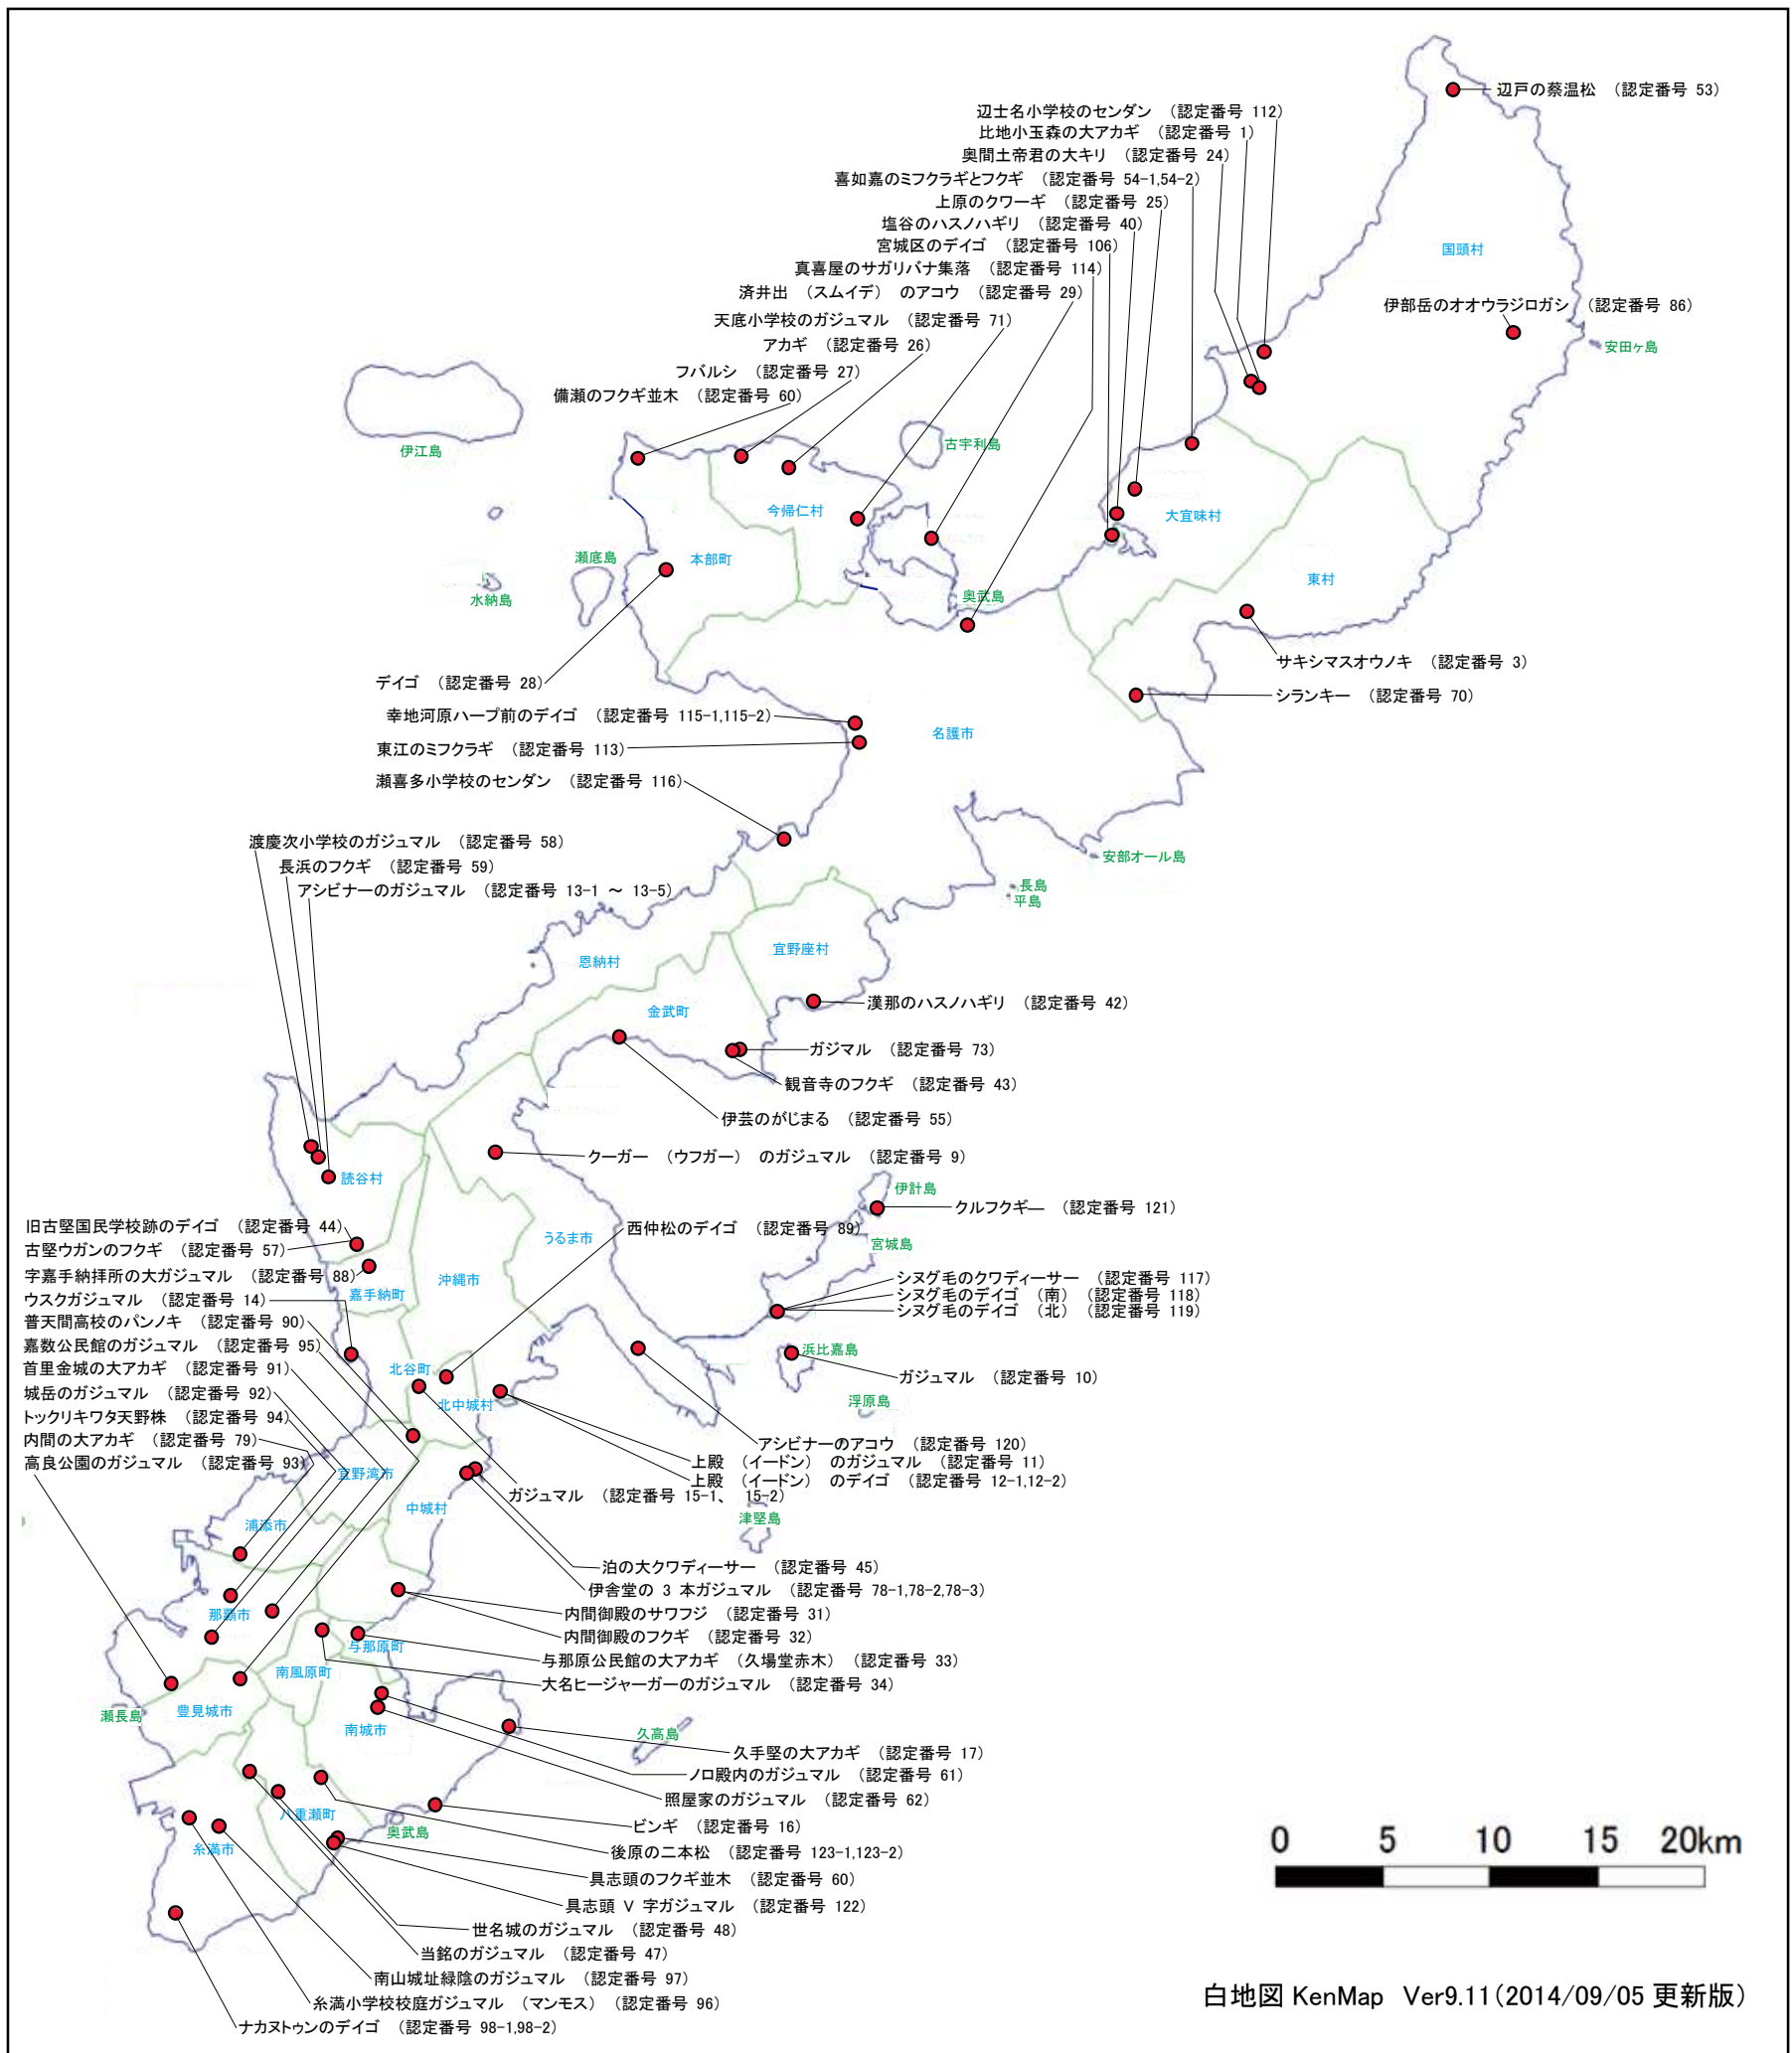 辺戸の蔡温松 （認定番号 53）
辺士名小学校のセンダン （認定番号 112）
比地小玉森の大アカギ （認定番号 1）
奥間土帝君の大キリ （認定番号 24）
喜如嘉のミフクラギとフクギ （認定番号 54-1,54-2）
上原のクワーギ （認定番号 25）
塩谷のハスノハギリ （認定番号 40）
宮城区のデイゴ （認定番号 106）
真喜屋のサガリバナ集落 （認定番号 114）
済井出 （スムイデ） のアコウ （認定番号 29）
天底小学校のガジュマル （認定番号 71）
アカギ （認定番号 26）
フバルシ （認定番号 27）
備瀬のフクギ並木 （認定番号 60）
国頭村
伊部岳のオオウラジロガシ （認定番号 86）
安田ヶ島
伊江島
古宇利島
今帰仁村
大宜味村
瀬底島
本部町
水納島
奥武島
東村
サキシマスオウノキ （認定番号 3）
シランキー （認定番号 70）
デイゴ （認定番号 28）
幸地河原ハープ前のデイゴ （認定番号 115-1,115-2）
東江のミフクラギ （認定番号 113）
名護市
瀬喜多小学校のセンダン （認定番号 116）
渡慶次小学校のガジュマル （認定番号 58）
長浜のフクギ （認定番号 59）
アシビナーのガジュマル （認定番号 13-1 ～ 13-5）
安部オール島
長島
平島
宜野座村
恩納村
金武町
漢那のハスノハギリ （認定番号 42）
ガジマル （認定番号 73）
観音寺のフクギ （認定番号 43）
伊芸のがじまる （認定番号 55）
クーガー （ウフガー） のガジュマル （認定番号 9）
読谷村
伊計島
クルフクギ― （認定番号 121）
旧古堅国民学校跡のデイゴ （認定番号 44）
古堅ウガンのフクギ （認定番号 57）
字嘉手納拝所の大ガジュマル （認定番号 88）
ウスクガジュマル （認定番号 14）
普天間高校のパンノキ （認定番号 90）
嘉数公民館のガジュマル （認定番号 95）
首里金城の大アカギ （認定番号 91）
城岳のガジュマル （認定番号 92）
トックリキワタ天野株 （認定番号 94）
内間の大アカギ （認定番号 79）
高良公園のガジュマル （認定番号 93）
西仲松のデイゴ （認定番号 89）
うるま市
宮城島
沖縄市
嘉手納町
シヌグ毛のクワディーサー （認定番号 117）
シヌグ毛のデイゴ （南） （認定番号 118）
シヌグ毛のデイゴ （北） （認定番号 119）
浜比嘉島
ガジュマル （認定番号 10）
北谷町
北中城村
浮原島
アシビナーのアコウ （認定番号 120）
上殿 （イードン） のガジュマル （認定番号 11）
上殿 （イードン） のデイゴ （認定番号 12-1,12-2）
ガジュマル （認定番号 15-1、 15-2）
宜野湾市
中城村
津堅島
浦添市
泊の大クワディーサー （認定番号 45）
伊舎堂の 3 本ガジュマル （認定番号 78-1,78-2,78-3）
内間御殿のサワフジ （認定番号 31）
内間御殿のフクギ （認定番号 32）
与那原公民館の大アカギ （久場堂赤木） （認定番号 33）
大名ヒージャーガーのガジュマル （認定番号 34）
那覇市
与那原町
南風原町
瀬長島
豊見城市
南城市
久高島
久手堅の大アカギ （認定番号 17）
ノロ殿内のガジュマル （認定番号 61）
照屋家のガジュマル （認定番号 62）
ビンギ （認定番号 16）
後原の二本松 （認定番号 123-1,123-2）
具志頭のフクギ並木 （認定番号 60）
具志頭 V 字ガジュマル （認定番号 122）
八重瀬町
奥武島
糸満市
世名城のガジュマル （認定番号 48）
当銘のガジュマル （認定番号 47）
南山城址緑陰のガジュマル （認定番号 97）
糸満小学校校庭ガジュマル （マンモス） （認定番号 96）
ナカヌトゥンのデイゴ （認定番号 98-1,98-2）
0 5 10 15 20km
白地図 KenMap Ver9.11(2014/09/05 更新版)